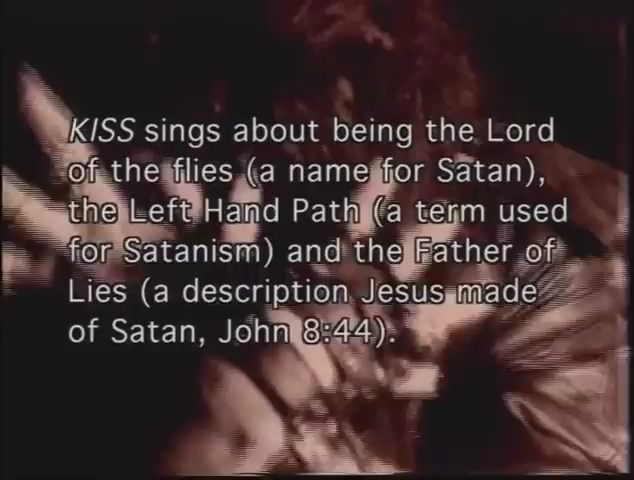 KISS sings about being the Lord
of the flies (a name for Satan),
the Left Hand Path (a term used
for Satanism) and the Father of
Lies (a description Jesus made
of Satan, John 8:44).